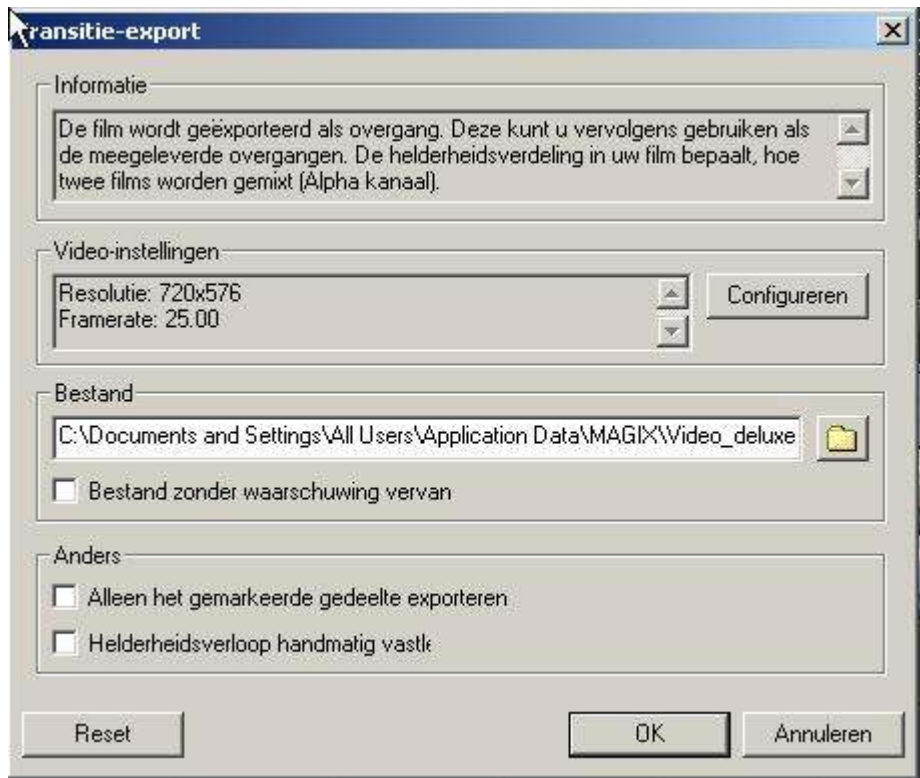 ransitie-export
Informatie
De film wordt geëxporteerd als overgang. Deze kunt u vervolgens gebruiken als
de meegeleverde overgangen. De helderheidsverdeling in uw film bepaalt, hoe
twee films worden gemixt (Alpha kanaal).
Video-instellingen
Resolutie: 720x576
Framerate: 25.00
Configureren
Bestand
C:\Documents and Settings\All Users\Application Data\MAGIX\Video_deluxe
Bestand zonder waarschuwing vervan
Anders
Alleen het gemarkeerde gedeelte exporteren
Helderheidsverloop handmatig vastle
Reset
OK
Annuleren